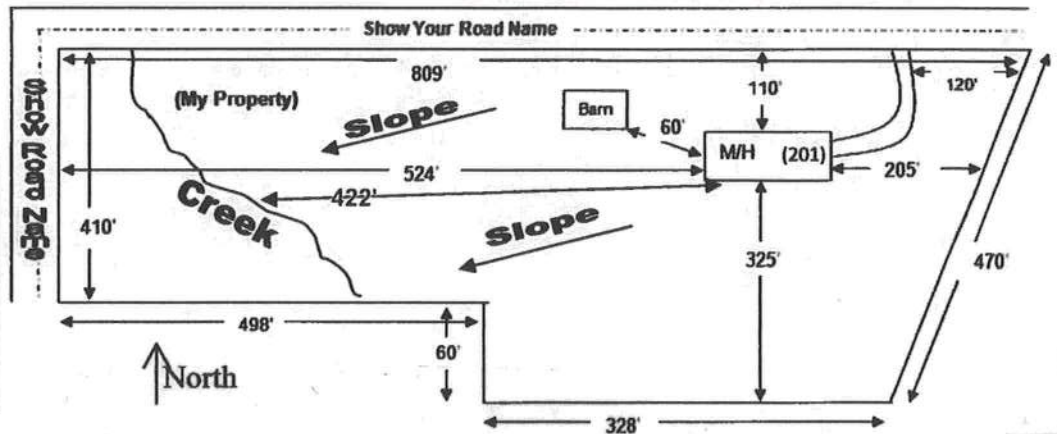 Show Your Road Name
Show Road Name
809'
110'
120'
(My Property)
Slope
Barn
60'
M/H (201)
524'
205'
422'
Creek
410'
Slope
325'
470'
498'
60'
North
328'